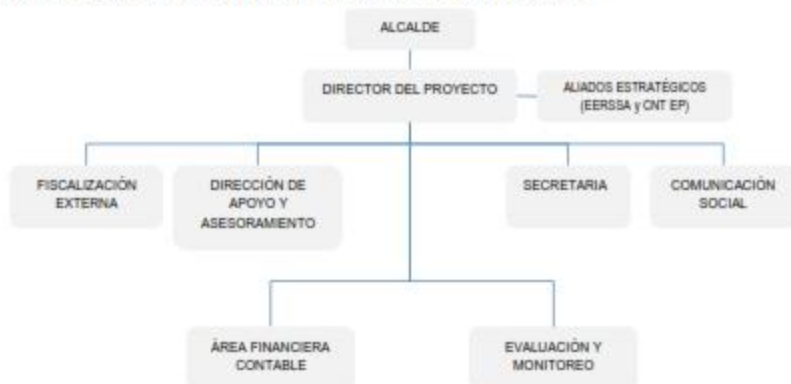 ALCALDE
DIRECTOR DEL PROYECTO
ALIADOS ESTRATÉGICOS
(EERSSA y CNT EP)
FISCALIZACIÓN
EXTERNA
DIRECCIÓN DE
APOYO Y
ASESORAMIENTO
SECRETARIA
COMUNICACIÓN
SOCIAL
ÁREA FINANCIERA
CONTABLE
EVALUACIÓN Y
MONITOREO